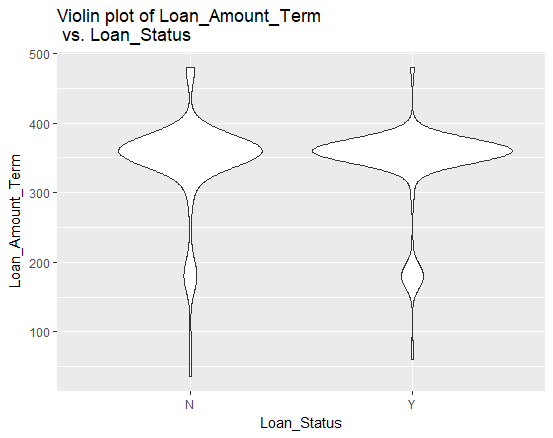 Violin plot of Loan_Amount_Term
vs. Loan_Status
500
400
300
200
100
Loan_Amount_Term
N
Y
Loan_Status